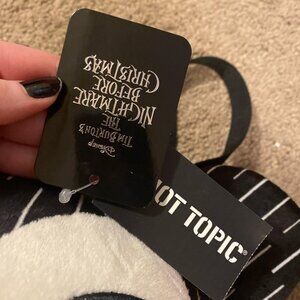 Disney
TIM BURTON'S
THE
NIGHTMARE
BEFORE
CHRISTMAS
HOT TOPIC®